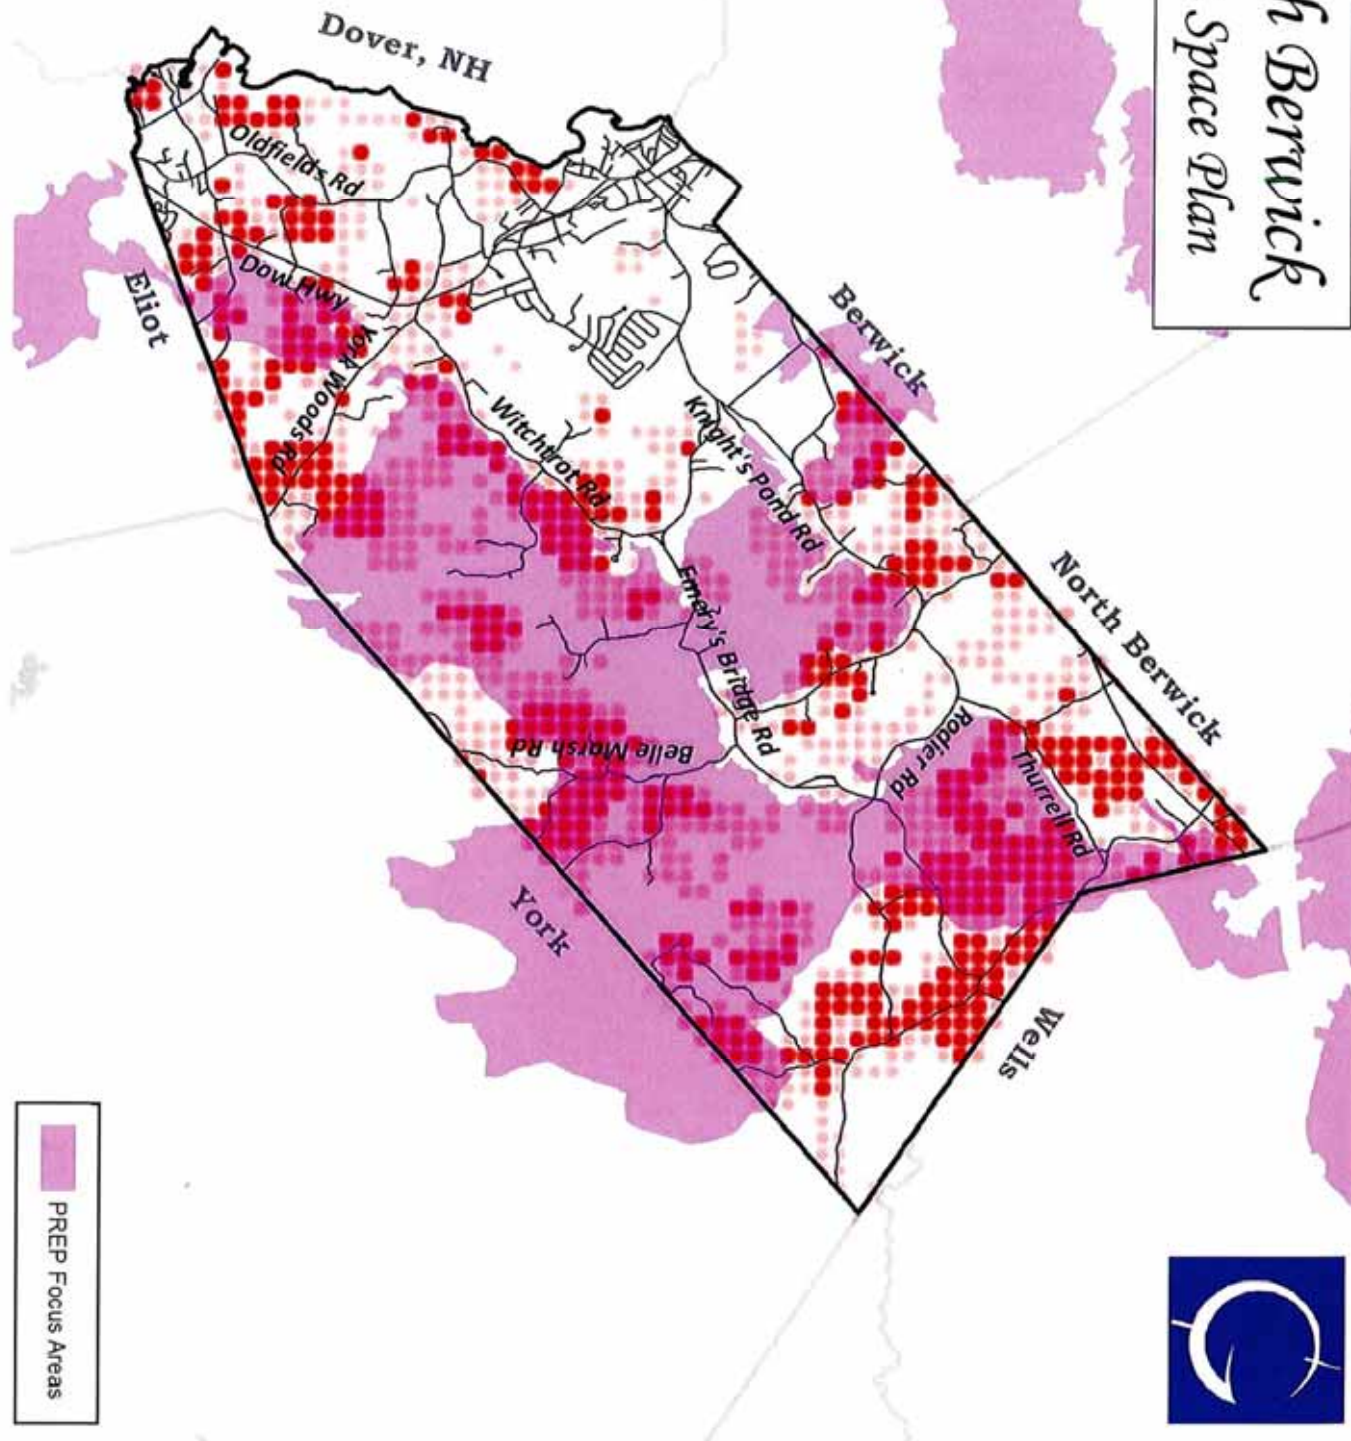 h Berwick
Space Plan
Dover, NH
Berwick
North Berwick
Eliot
York
Wells
Oldfields Rd
Dow Hwy
York Woods Rd
Witchtrot Rd
Knight's Pond Rd
Emery's Bridge Rd
Belle Marsh Rd
Rodier Rd
Thurrell Rd
PREP Focus Areas